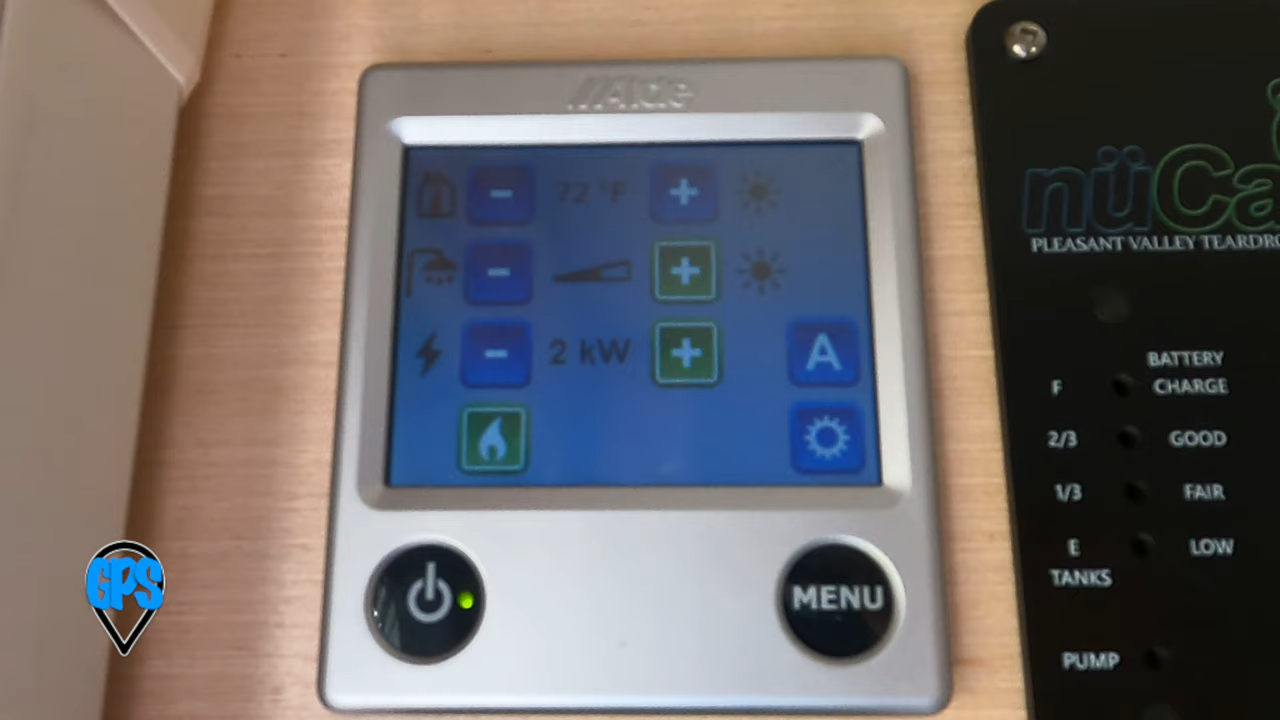 Alde
- 72 °F +
- +
- 2 kW + A
MENU
GPS
nüCa
PLEASANT VALLEY TEARDRO
BATTERY
F CHARGE
2/3 GOOD
1/3 FAIR
E LOW
TANKS
PUMP